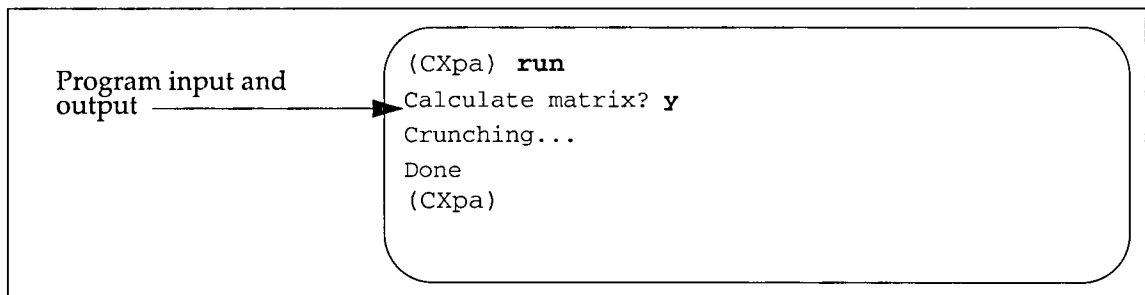 Program input and
output
(CXpa) run
Calculate matrix? y
Crunching...
Done
(CXpa)